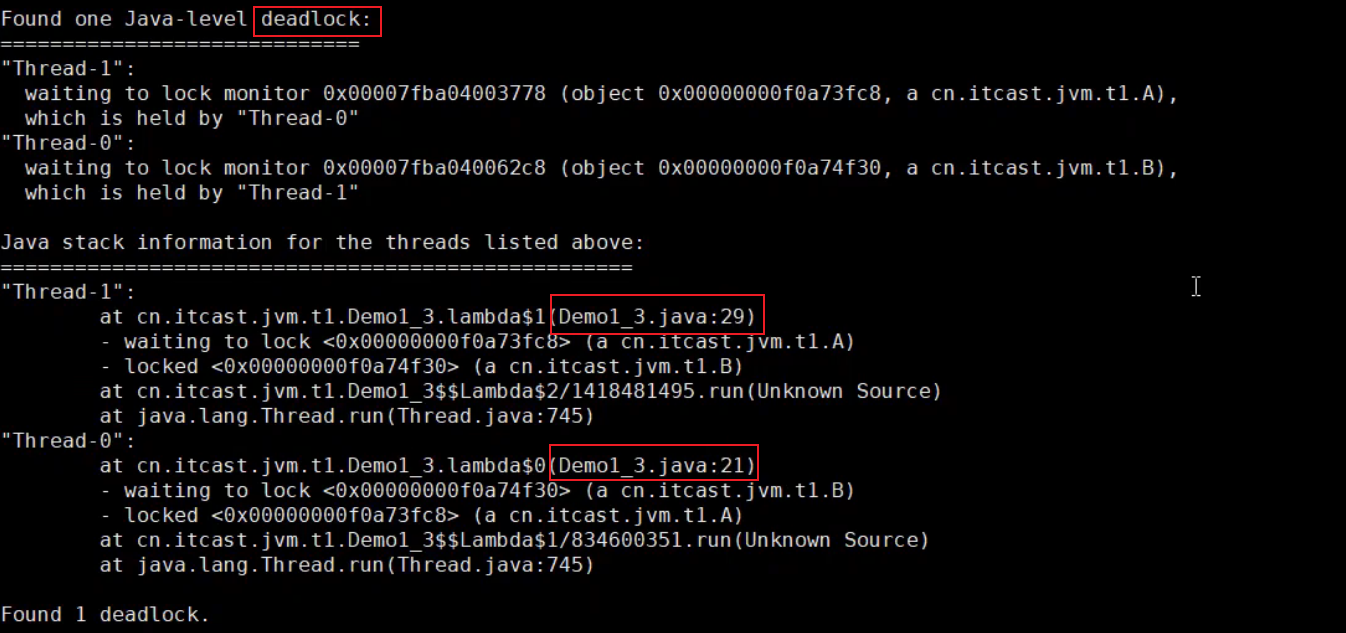 Found one Java-level deadlock:
=============================
"Thread-1":
  waiting to lock monitor 0x00007fba04003778 (object 0x00000000f0a73fc8, a cn.itcast.jvm.t1.A),
  which is held by "Thread-0"
"Thread-0":
  waiting to lock monitor 0x00007fba040062c8 (object 0x00000000f0a74f30, a cn.itcast.jvm.t1.B),
  which is held by "Thread-1"

Java stack information for the threads listed above:
===================================================
"Thread-1":
        at cn.itcast.jvm.t1.Demo1_3.lambda$1(Demo1_3.java:29)
        - waiting to lock <0x00000000f0a73fc8> (a cn.itcast.jvm.t1.A)
        - locked <0x00000000f0a74f30> (a cn.itcast.jvm.t1.B)
        at cn.itcast.jvm.t1.Demo1_3$$Lambda$2/1418481495.run(Unknown Source)
        at java.lang.Thread.run(Thread.java:745)
"Thread-0":
        at cn.itcast.jvm.t1.Demo1_3.lambda$0(Demo1_3.java:21)
        - waiting to lock <0x00000000f0a74f30> (a cn.itcast.jvm.t1.B)
        - locked <0x00000000f0a73fc8> (a cn.itcast.jvm.t1.A)
        at cn.itcast.jvm.t1.Demo1_3$$Lambda$1/834600351.run(Unknown Source)
        at java.lang.Thread.run(Thread.java:745)

Found 1 deadlock.